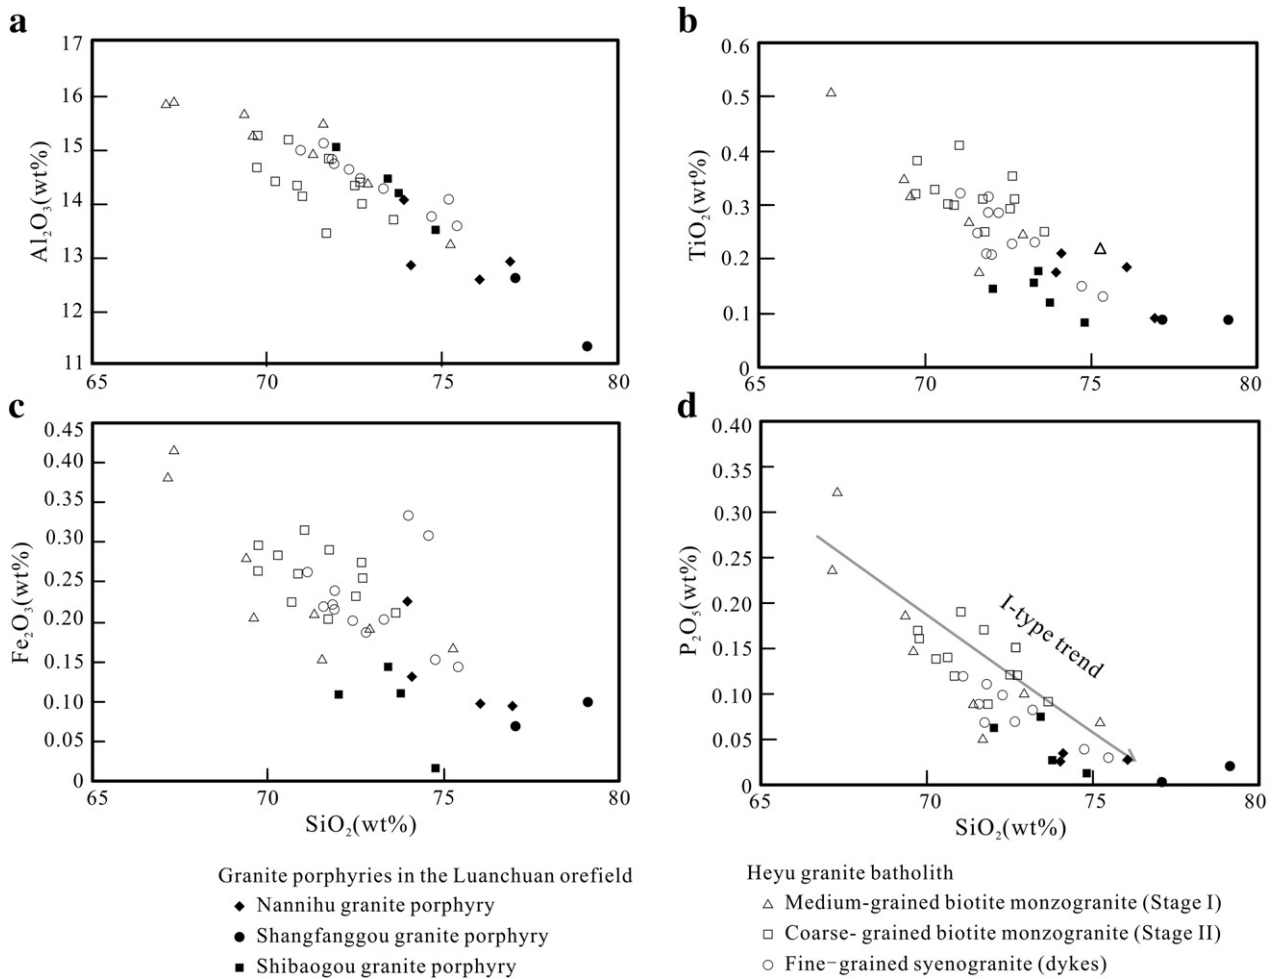 a
17
16
15
14
13
12
11
Al₂O₃(wt%)
65
70
75
80
b
0.6
0.5
0.4
0.3
0.2
0.1
0
TiO₂(wt%)
65
70
75
80
c
0.45
0.40
0.35
0.30
0.25
0.20
0.15
0.10
0.05
0
Fe₂O₃(wt%)
65
70
75
80
SiO₂(wt%)
d
0.40
0.35
0.30
0.25
0.20
0.15
0.10
0.05
0
P₂O₅(wt%)
I-type trend
65
70
75
80
SiO₂(wt%)
Granite porphyries in the Luanchuan orefield
Nannihu granite porphyry
Shangfanggou granite porphyry
Shibaogou granite porphyry
Heyu granite batholith
Medium-grained biotite monzogranite (Stage I)
Coarse- grained biotite monzogranite (Stage II)
Fine−grained syenogranite (dykes)